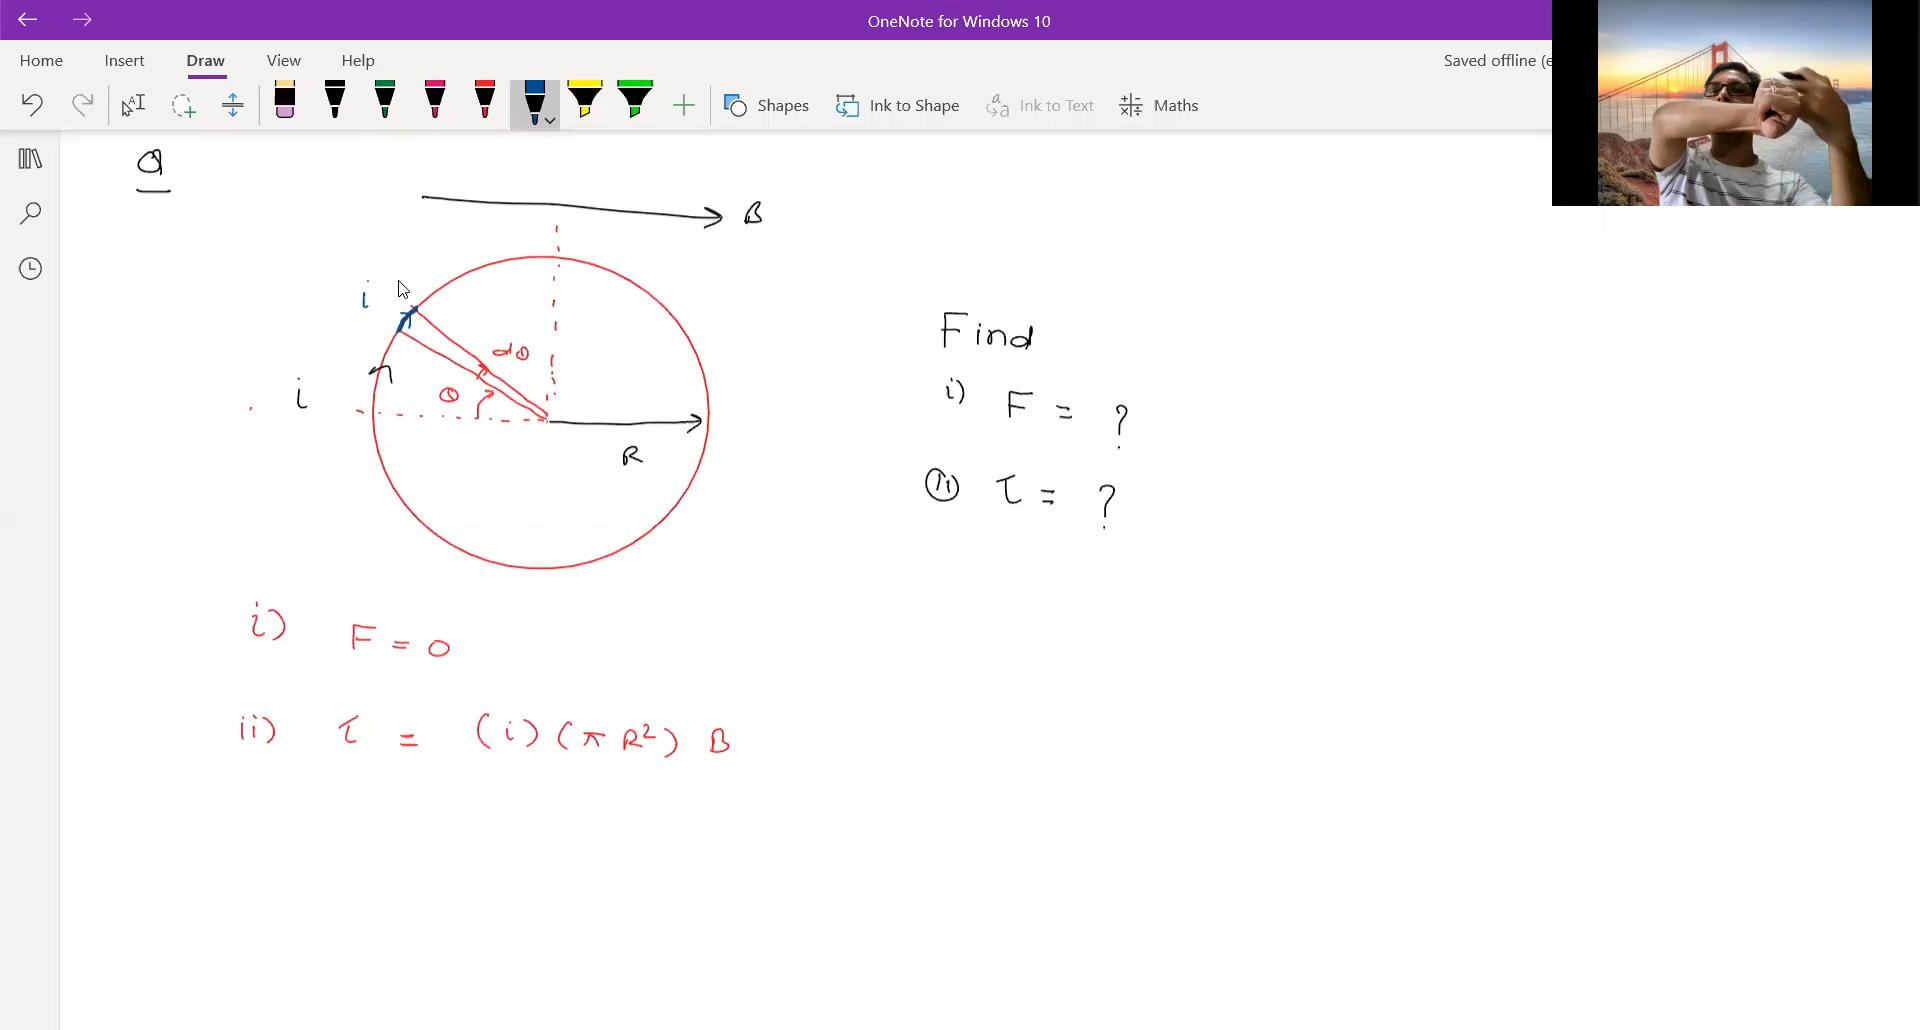 OneNote for Windows 10
Home Insert Draw View Help
Saved offline (e
Shapes Ink to Shape Ink to Text Maths
Q
B
i
dθ
θ
i
R
Find
i) F = ?
ii) τ = ?
i) F = 0
ii) τ = (i) (π R²) B